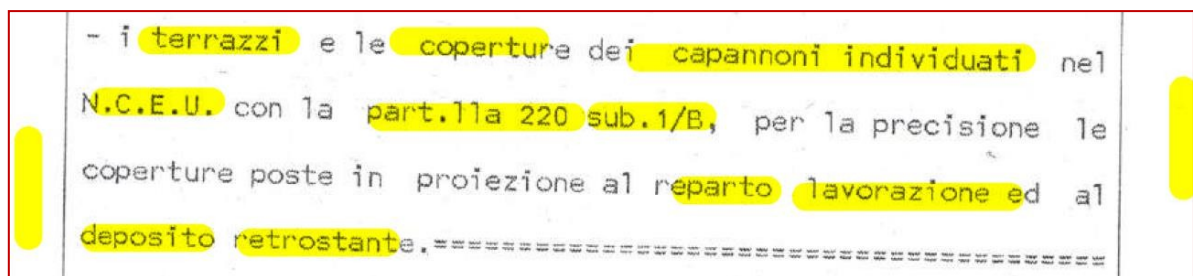 - i terrazzi e le coperture dei capannoni individuati nel
N.C.E.U. con la part.lla 220 sub.1/B, per la precisione le
coperture poste in proiezione al reparto lavorazione ed al
deposito retrostante.==========================================